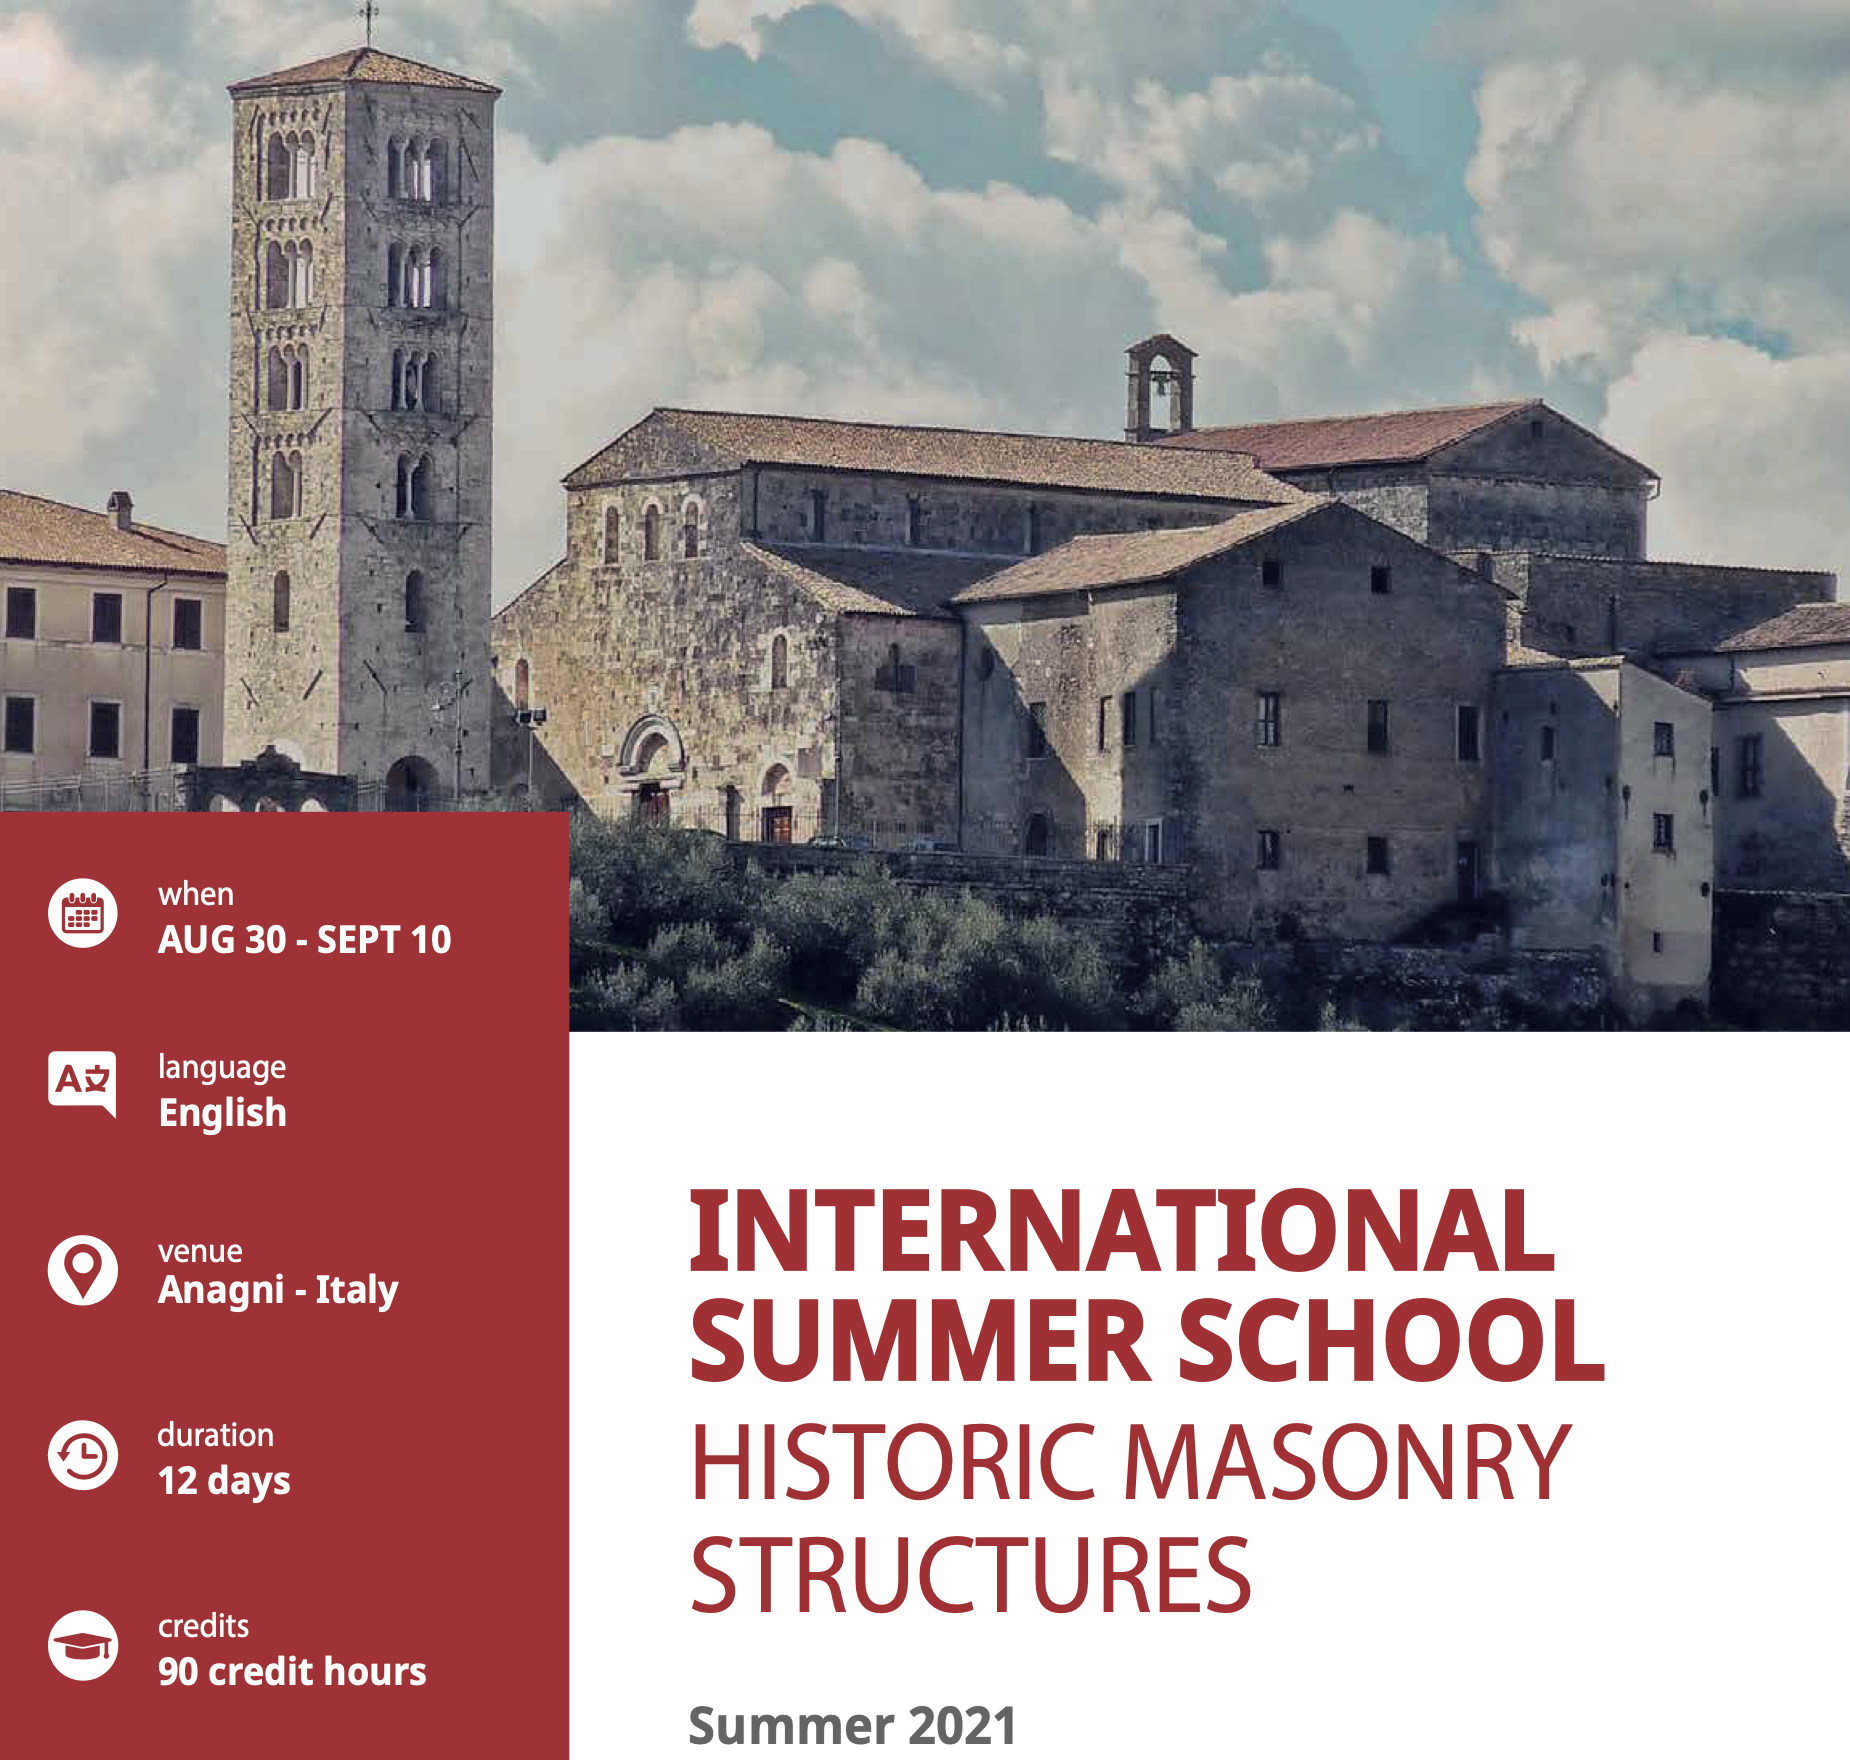 when
AUG 30 - SEPT 10
language
English
venue
Anagni - Italy
duration
12 days
credits
90 credit hours
INTERNATIONAL
SUMMER SCHOOL
HISTORIC MASONRY
STRUCTURES
Summer 2021